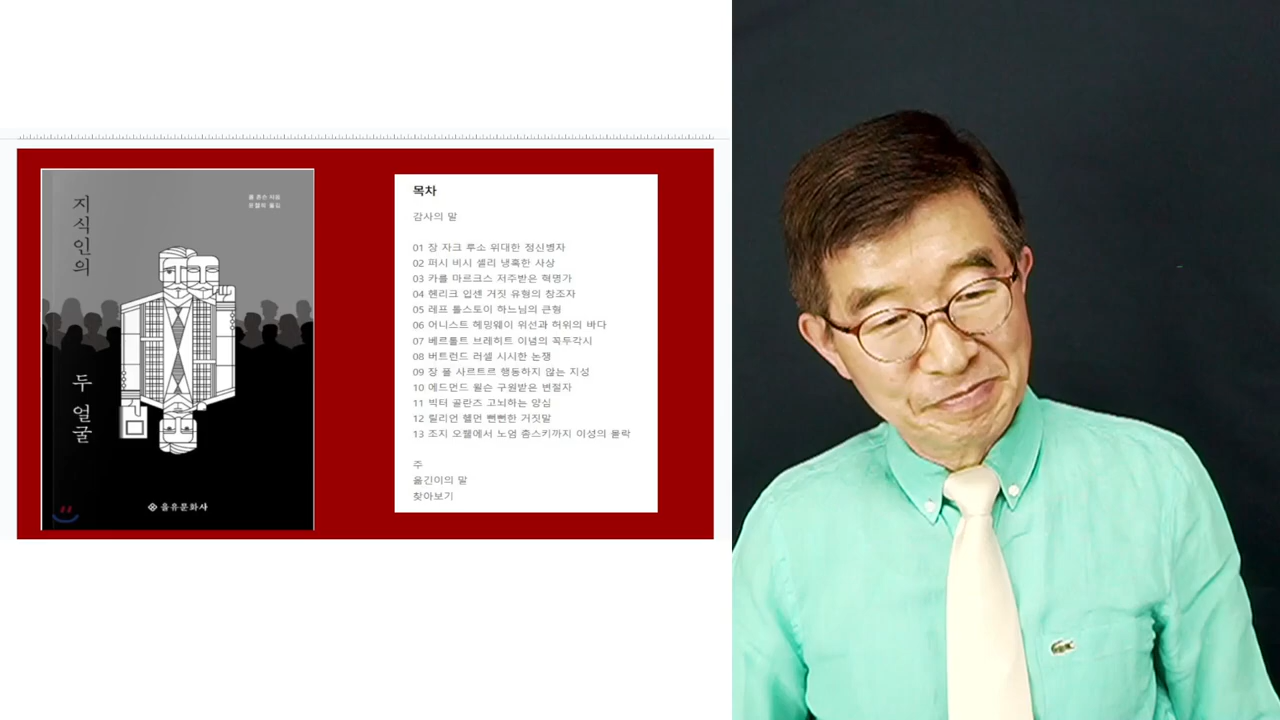 지식인의
두 얼굴
폴 존슨 지음
윤철희 옮김
을유문화사
목차
감사의 말
01 장 자크 루소 위대한 정신병자
02 퍼시 비시 셸리 냉혹한 사상
03 카를 마르크스 저주받은 혁명가
04 헨리크 입센 거짓 유형의 창조자
05 레프 톨스토이 하느님의 큰형
06 어니스트 헤밍웨이 위선과 허위의 바다
07 베르톨트 브레히트 이념의 꼭두각시
08 버트런드 러셀 시시한 논쟁
09 장 폴 사르트르 행동하지 않는 지성
10 에드먼드 윌슨 구원받은 변절자
11 빅터 골란즈 고뇌하는 양심
12 릴리언 헬먼 뻔뻔한 거짓말
13 조지 오웰에서 노엄 촘스키까지 이성의 몰락
주
옮긴이의 말
찾아보기